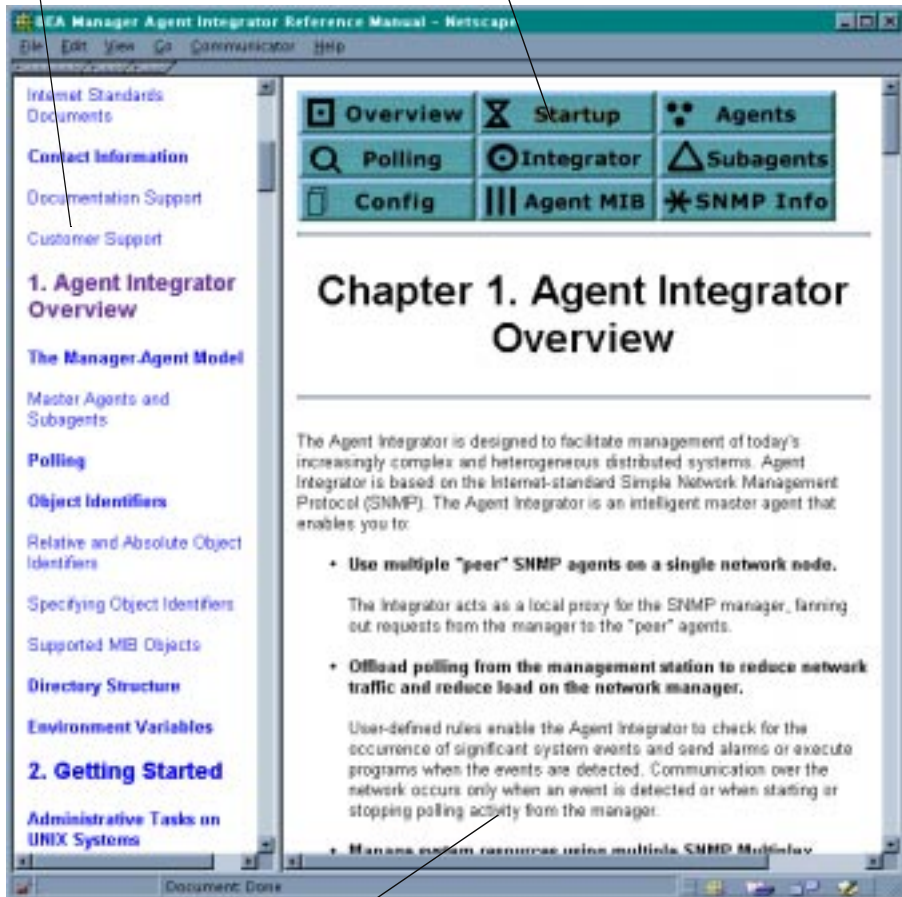 BEA Manager Agent Integrator Reference Manual - Netscape
File Edit View Go Communicator Help
Internet Standards
Documents
Contact Information
Documentation Support
Customer Support
1. Agent Integrator
Overview
The Manager-Agent Model
Master Agents and
Subagents
Polling
Object Identifiers
Relative and Absolute Object
Identifiers
Specifying Object Identifiers
Supported MIB Objects
Directory Structure
Environment Variables
2. Getting Started
Administrative Tasks on
UNIX Systems
Overview Startup Agents
Polling Integrator Subagents
Config Agent MIB SNMP Info
Chapter 1. Agent Integrator
Overview
The Agent Integrator is designed to facilitate management of today's
increasingly complex and heterogeneous distributed systems. Agent
Integrator is based on the Internet-standard Simple Network Management
Protocol (SNMP). The Agent Integrator is an intelligent master agent that
enables you to:
• Use multiple "peer" SNMP agents on a single network node.
The Integrator acts as a local proxy for the SNMP manager, fanning
out requests from the manager to the "peer" agents.
• Offload polling from the management station to reduce network
traffic and reduce load on the network manager.
User-defined rules enable the Agent Integrator to check for the
occurrence of significant system events and send alarms or execute
programs when the events are detected. Communication over the
network occurs only when an event is detected or when starting or
stopping polling activity from the manager.
• Manage system resources using multiple SNMP Multiplex
Document: Done